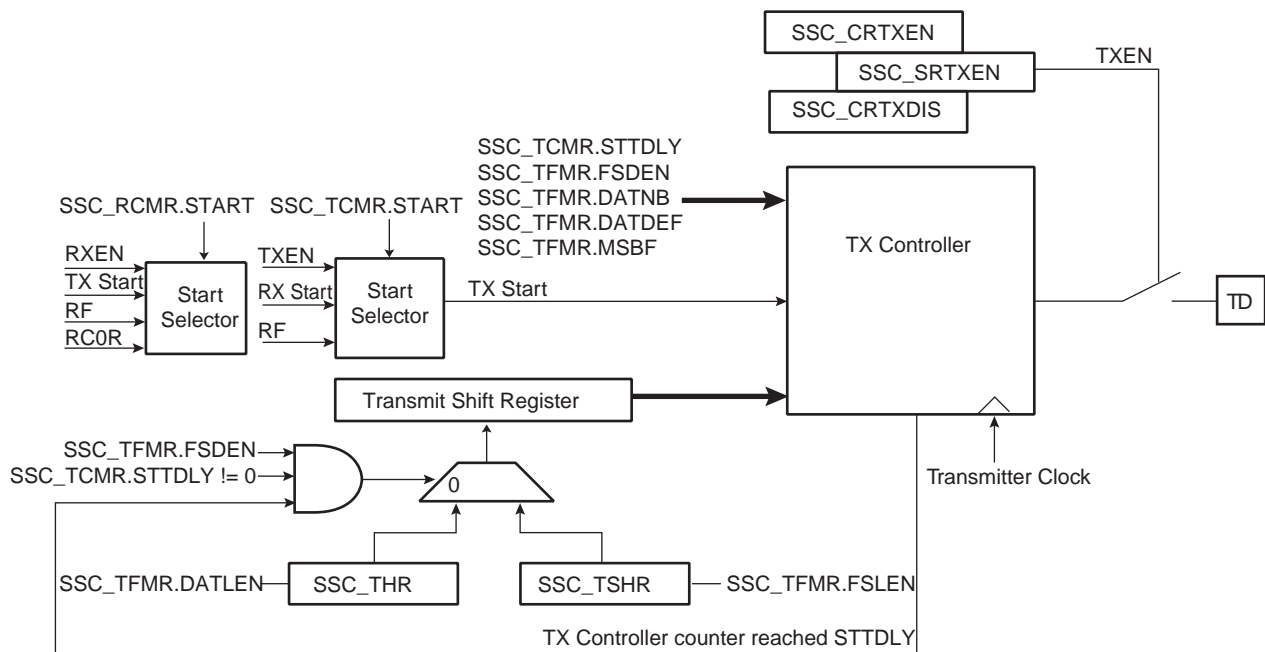 SSC_CRTXEN
SSC_SRTXEN
TXEN
SSC_CRTXDIS
SSC_TCMR.STTDLY
SSC_TFMR.FSDEN
SSC_TFMR.DATNB
SSC_TFMR.DATDEF
SSC_TFMR.MSBF
SSC_RCMR.START
SSC_TCMR.START
RXEN
TX Start
RF
RC0R
Start
Selector
TXEN
RX Start
RF
Start
Selector
TX Start
TX Controller
TD
Transmit Shift Register
SSC_TFMR.FSDEN
SSC_TCMR.STTDLY != 0
0
Transmitter Clock
SSC_TFMR.DATLEN
SSC_THR
SSC_TSHR
SSC_TFMR.FSLEN
TX Controller counter reached STTDLY